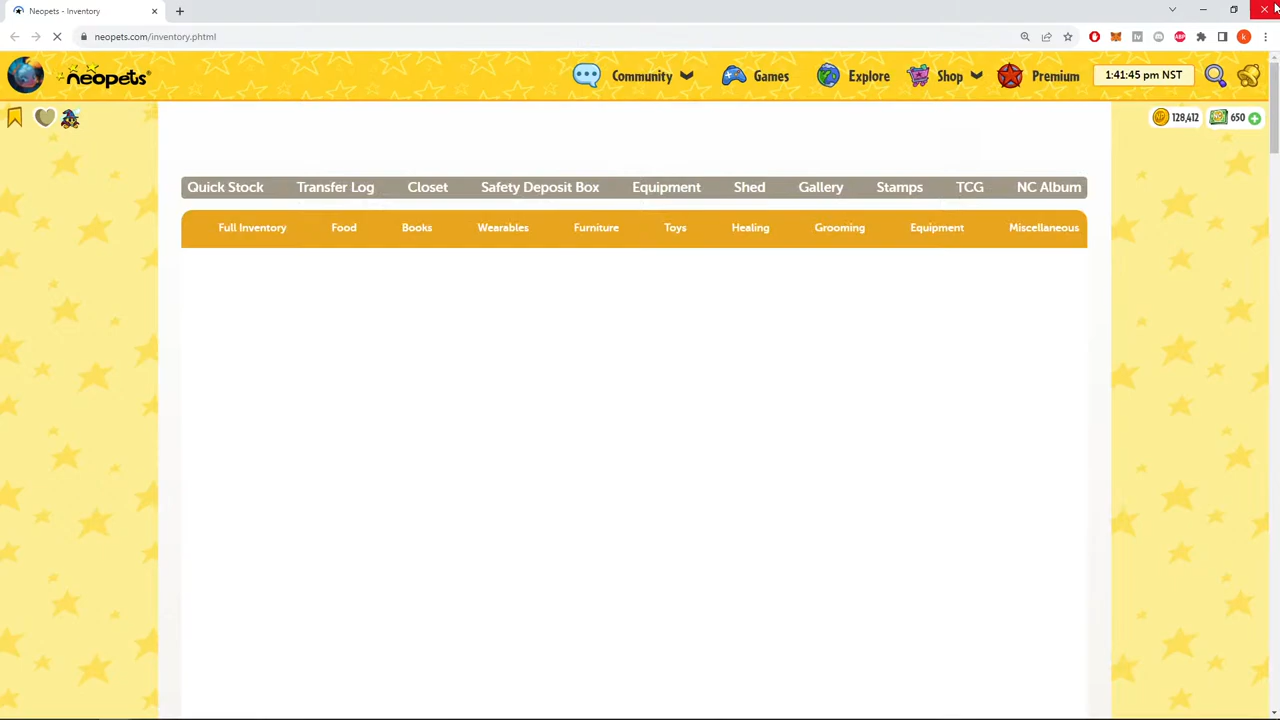 Neopets - Inventory
neopets.com/inventory.phtml
neopets
Community
Games
Explore
Shop
Premium
1:41:45 pm NST
128,412
650
Quick Stock Transfer Log Closet Safety Deposit Box Equipment Shed Gallery Stamps TCG NC Album
Full Inventory Food Books Wearables Furniture Toys Healing Grooming Equipment Miscellaneous